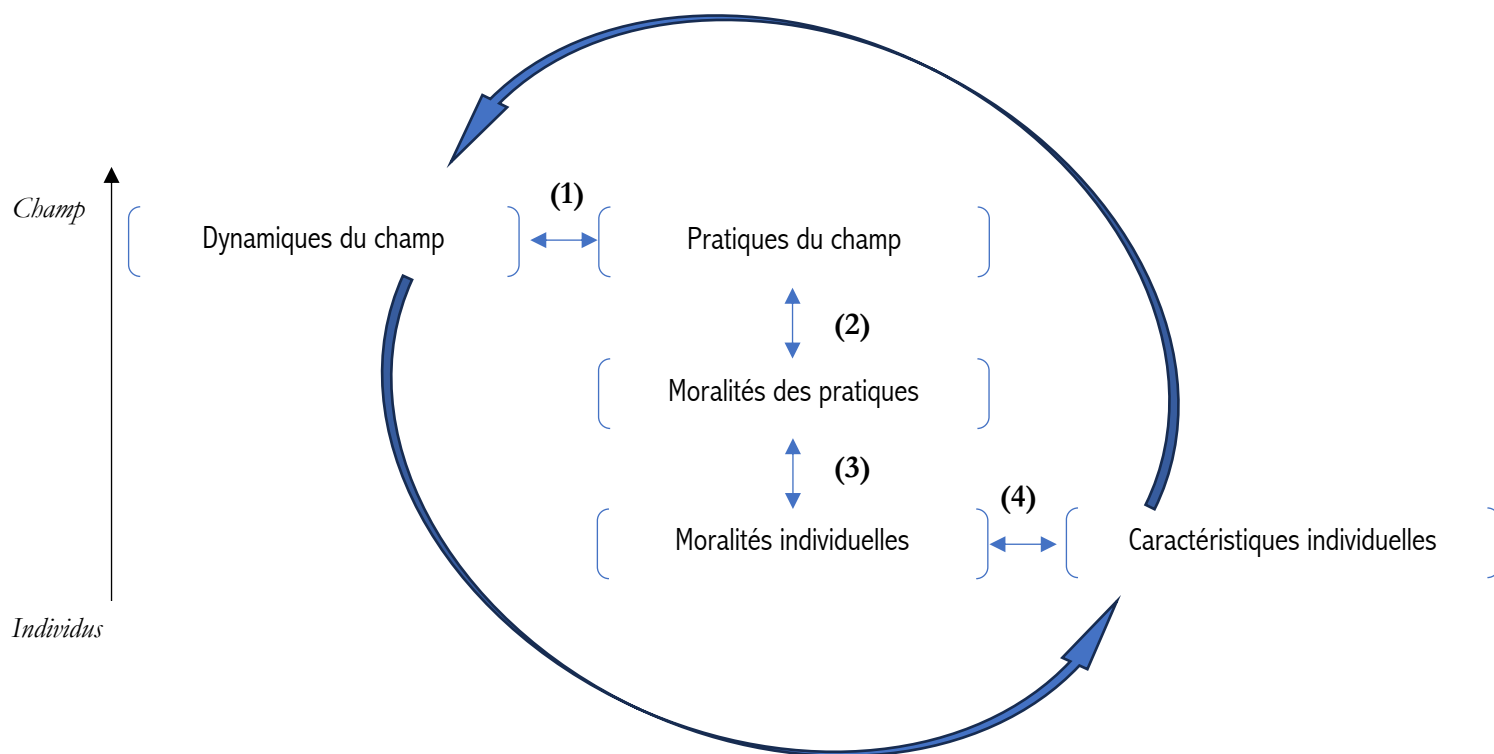 (1)
Champ
Dynamiques du champ
Pratiques du champ
(2)
Moralités des pratiques
(3)
(4)
Moralités individuelles
Caractéristiques individuelles
Individus